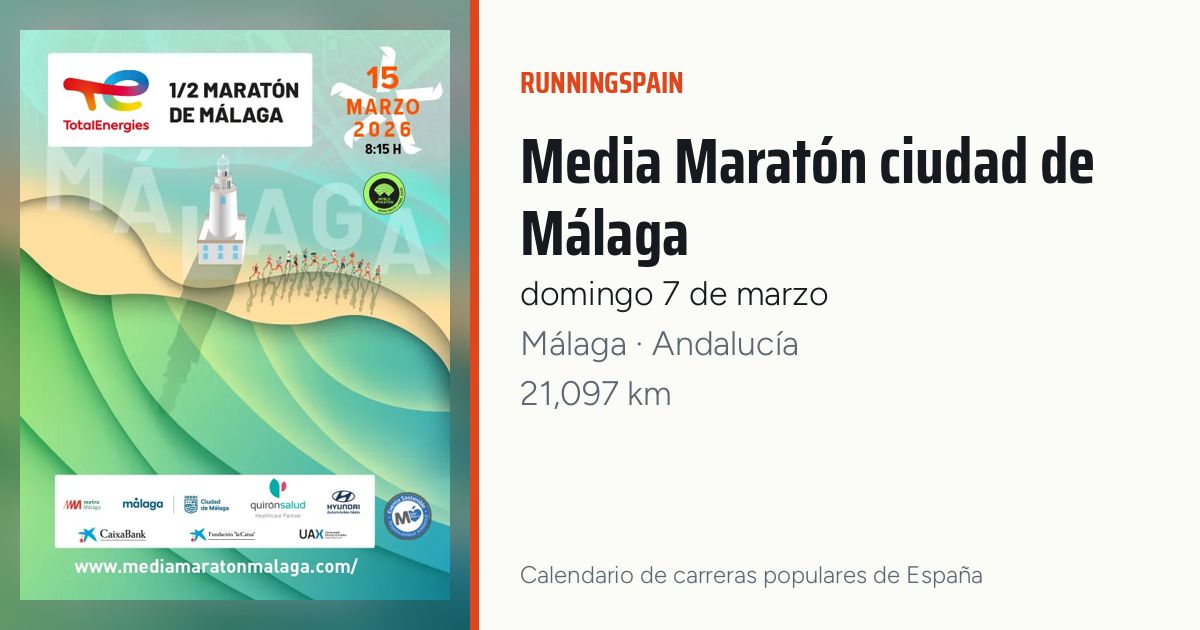 TotalEnergies
1/2 MARATÓN
DE MÁLAGA
15
MARZO
2026
8:15 H
MÁLAGA
metro
Málaga
málaga
Ciudad
de Málaga
quirónsalud
Healthcare Partner
HYUNDAI
CaixaBank
Fundación "la Caixa"
UAX
www.mediamaratonmalaga.com/
RUNNINGSPAIN
Media Maratón ciudad de
Málaga
domingo 7 de marzo
Málaga · Andalucía
21,097 km
Calendario de carreras populares de España